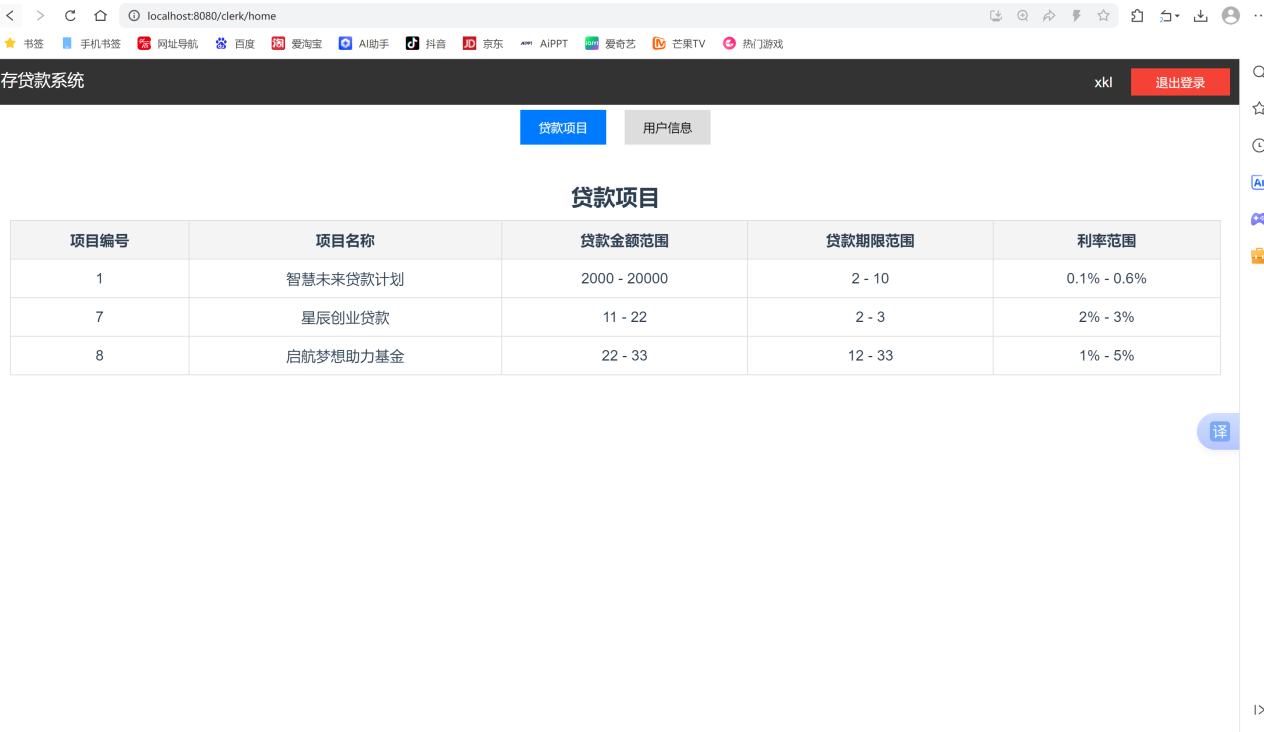 localhost:8080/clerk/home
书签 手机书签 网址导航 百度 淘 爱淘宝 AI助手 抖音 JD 京东 AiPPT 爱奇艺 芒果TV 热门游戏
存贷款系统 xkl 退出登录
贷款项目 用户信息
贷款项目
项目编号 项目名称 贷款金额范围 贷款期限范围 利率范围
1 智慧未来贷款计划 2000 - 20000 2 - 10 0.1% - 0.6%
7 星辰创业贷款 11 - 22 2 - 3 2% - 3%
8 启航梦想助力基金 22 - 33 12 - 33 1% - 5%
译